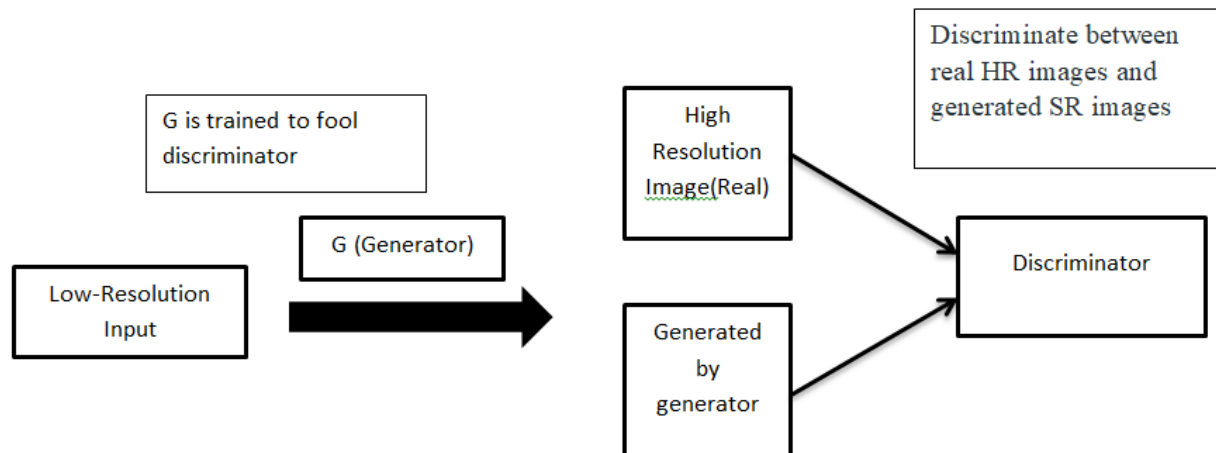 G is trained to fool
discriminator
G (Generator)
Low-Resolution
Input
High
Resolution
Image(Real)
Generated
by
generator
Discriminate between
real HR images and
generated SR images
Discriminator